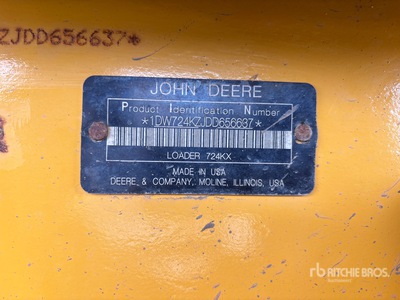 ZJDD656637*
JOHN DEERE
Product Identification Number
*1DW724KZJDD656637*
LOADER 724KX
MADE IN USA
DEERE & COMPANY, MOLINE, ILLINOIS, USA
rb RITCHIE BROS.